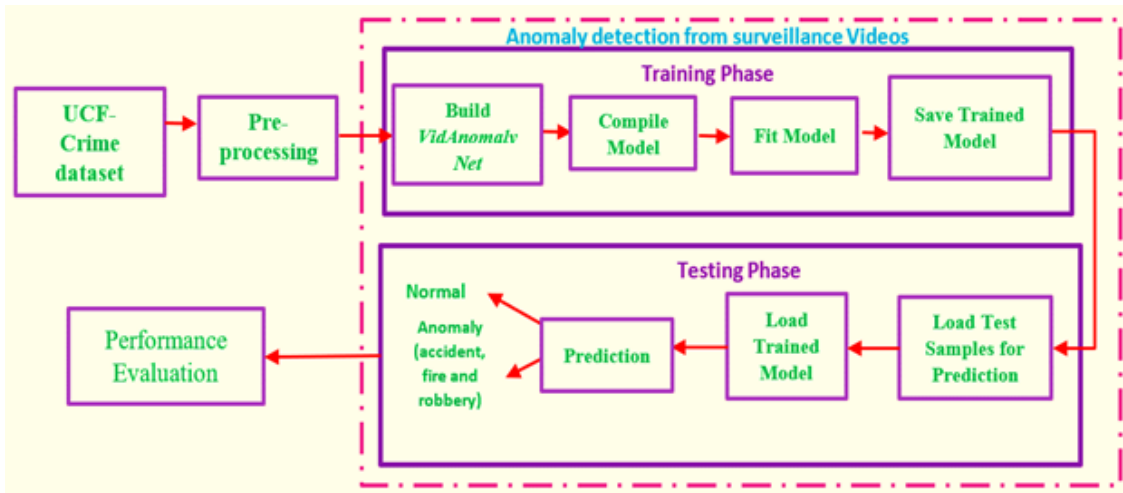 Anomaly detection from surveillance Videos
Training Phase
UCF-
Crime
dataset
Pre-
processing
Build
VidAnomalv
Net
Compile
Model
Fit Model
Save Trained
Model
Testing Phase
Load Test
Samples for
Prediction
Load
Trained
Model
Prediction
Normal
Anomaly
(accident,
fire and
robbery)
Performance
Evaluation